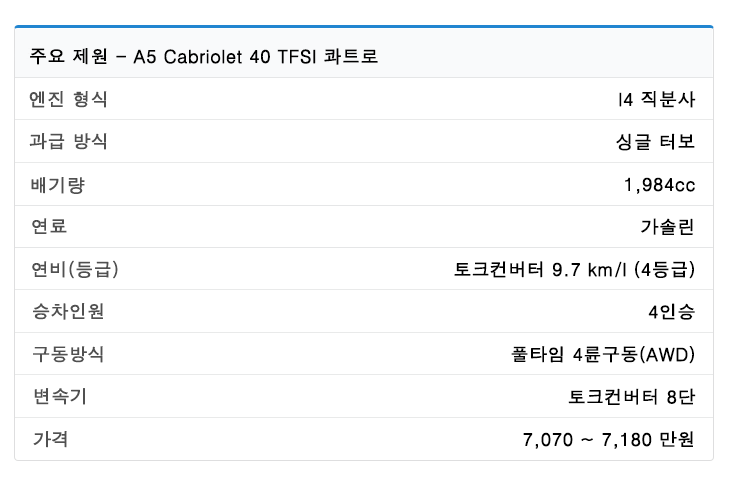 주요 제원 - A5 Cabriolet 40 TFSI 콰트로
엔진 형식 I4 직분사
과급 방식 싱글 터보
배기량 1,984cc
연료 가솔린
연비(등급) 토크컨버터 9.7 km/l (4등급)
승차인원 4인승
구동방식 풀타임 4륜구동(AWD)
변속기 토크컨버터 8단
가격 7,070 ~ 7,180 만원